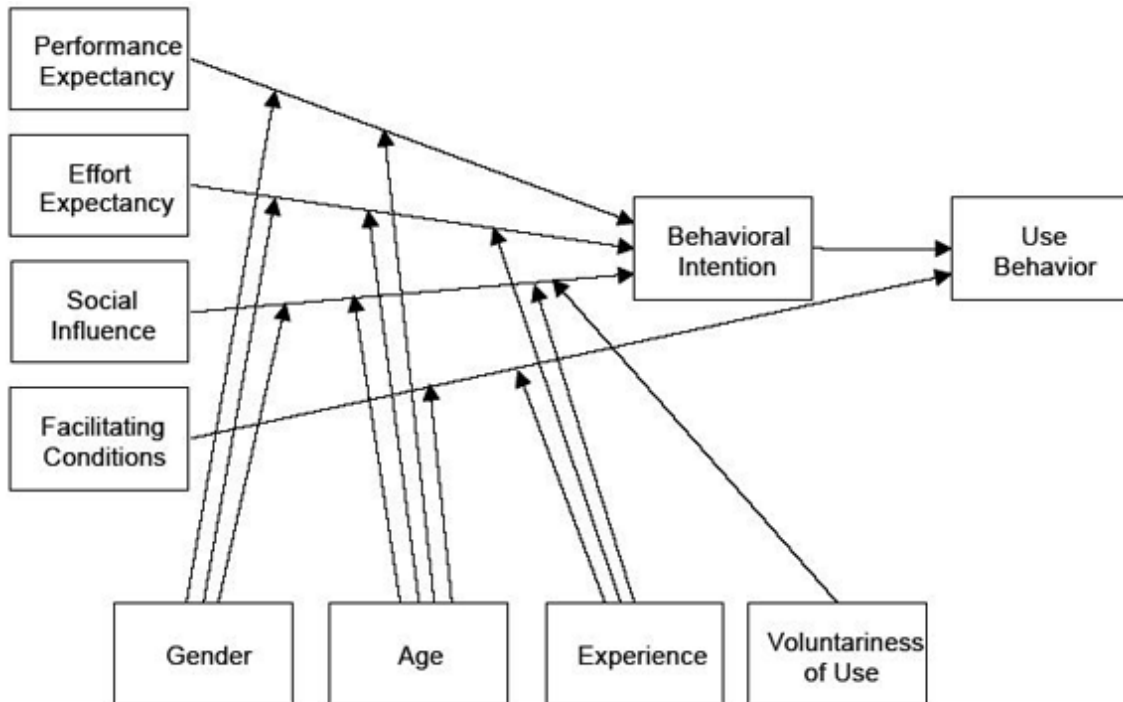 Performance
Expectancy
Effort
Expectancy
Social
Influence
Facilitating
Conditions
Behavioral
Intention
Use
Behavior
Gender
Age
Experience
Voluntariness
of Use